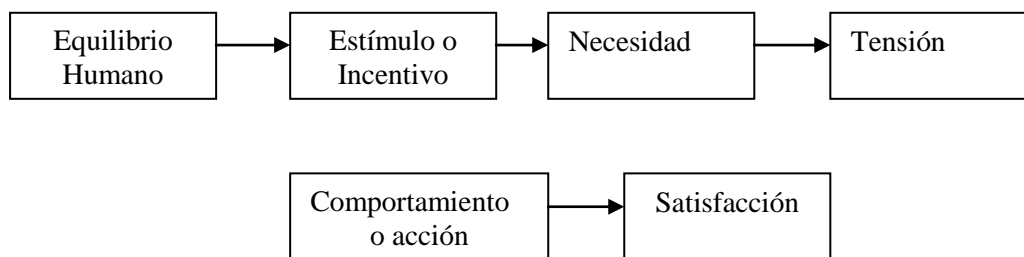 Equilibrio
Humano
Estímulo o
Incentivo
Necesidad
Tensión
Comportamiento
o acción
Satisfacción